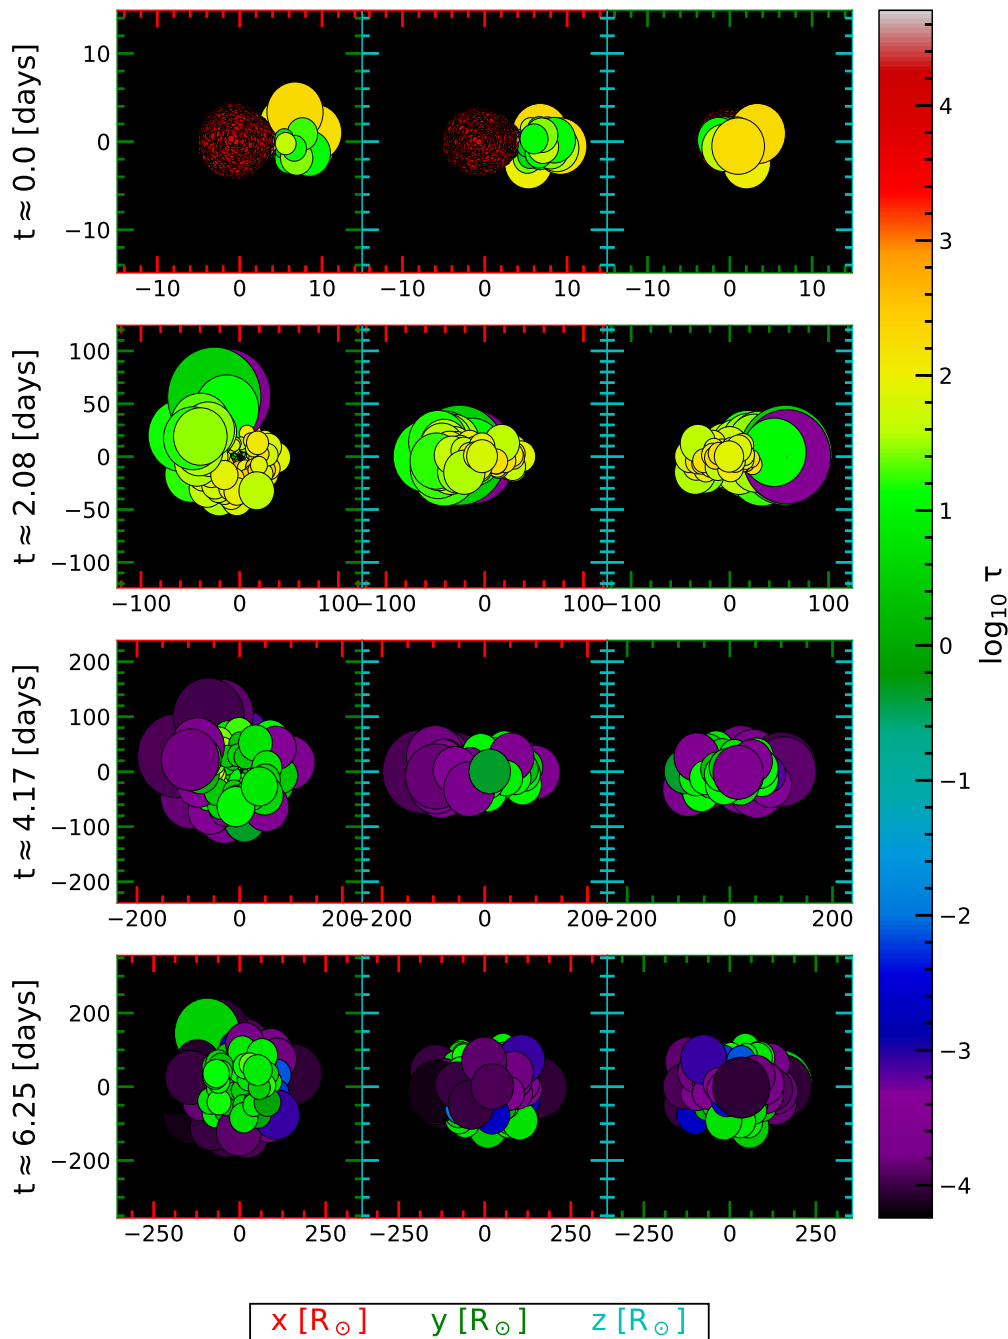 t ≈ 0.0 [days]
10
0
−10
−10 0 10 −10 0 10 −10 0 10
t ≈ 2.08 [days]
100
50
0
−50
−100
−100 0 100 −100 0 100 −100 0 100
t ≈ 4.17 [days]
200
100
0
−100
−200
−200 0 200 −200 0 200 −200 0 200
t ≈ 6.25 [days]
200
0
−200
−250 0 250 −250 0 250 −250 0 250
4
3
2
1
0
−1
−2
−3
−4
log₁₀ τ
x [R☉] y [R☉] z [R☉]